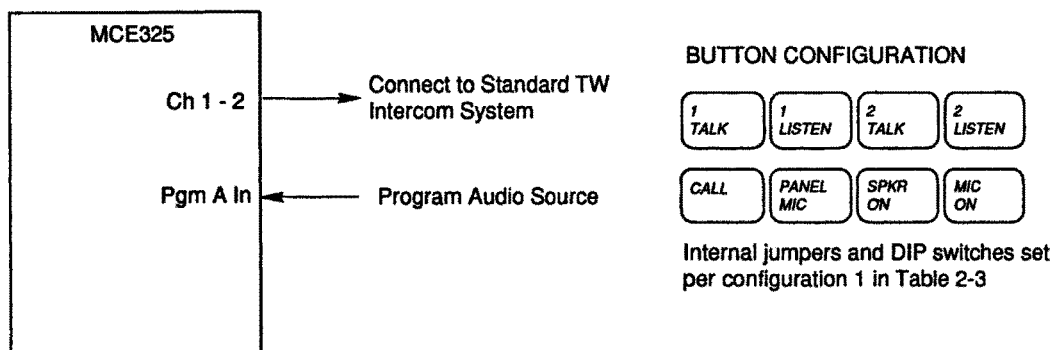 MCE325
Ch 1 - 2
Connect to Standard TW
Intercom System
Pgm A In
Program Audio Source
BUTTON CONFIGURATION
1 TALK
1 LISTEN
2 TALK
2 LISTEN
CALL
PANEL MIC
SPKR ON
MIC ON
Internal jumpers and DIP switches set
per configuration 1 in Table 2-3